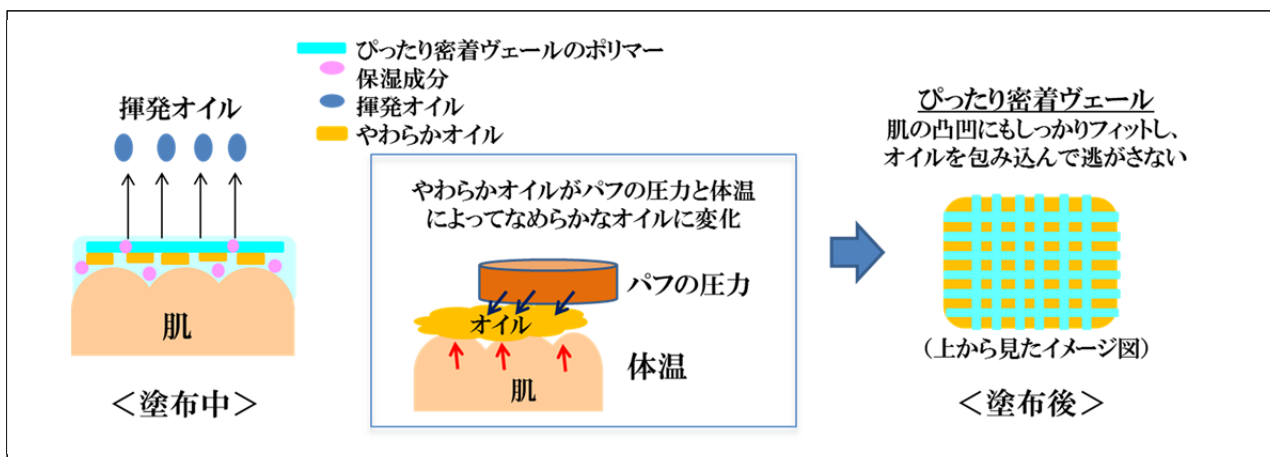 ぴったり密着ヴェールのポリマー
保湿成分
揮発オイル
やわらかオイル
揮発オイル
肌
＜塗布中＞
やわらかオイルがパフの圧力と体温
によってなめらかなオイルに変化
パフの圧力
オイル
体温
肌
ぴったり密着ヴェール
肌の凸凹にもしっかりフィットし、
オイルを包み込んで逃がさない
（上から見たイメージ図）
＜塗布後＞